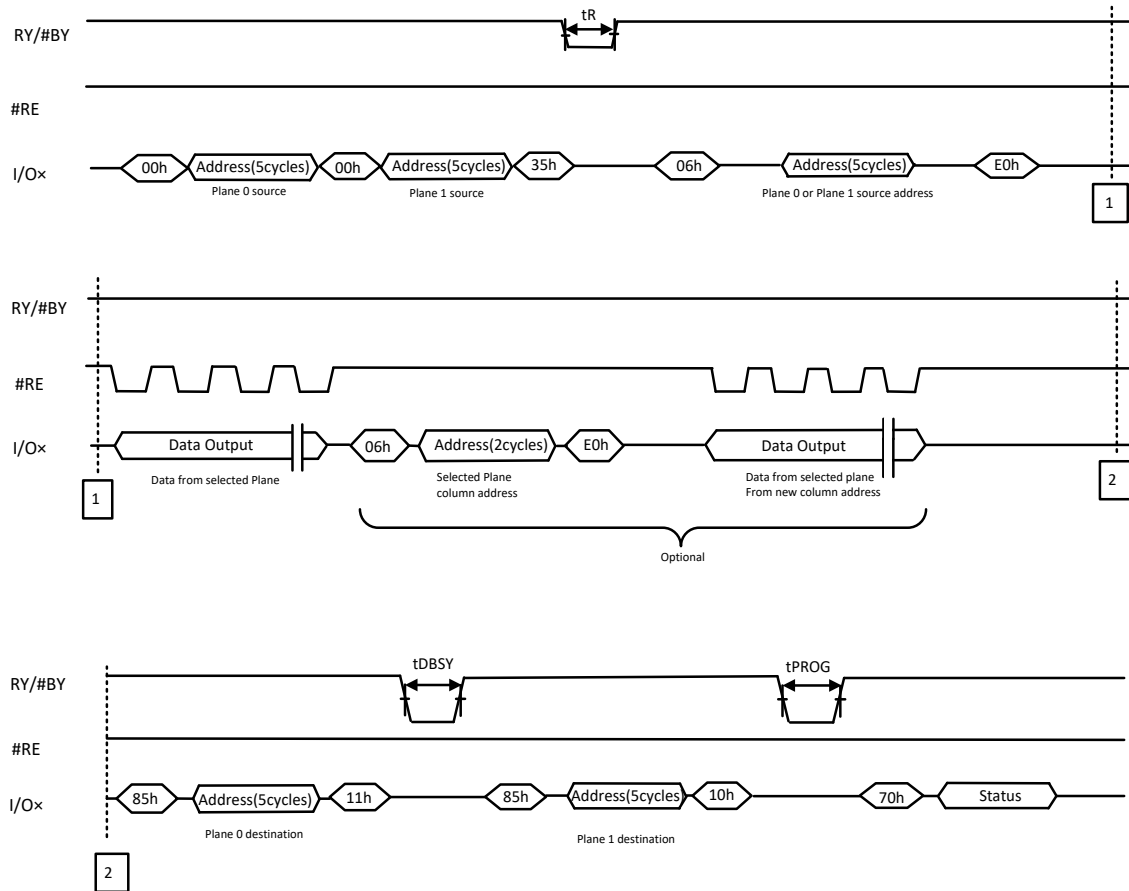 tR
RY/#BY
#RE
I/O×
00h Address(5cycles) 00h Address(5cycles) 35h 06h Address(5cycles) E0h
Plane 0 source Plane 1 source Plane 0 or Plane 1 source address
1
RY/#BY
#RE
I/O×
Data Output 06h Address(2cycles) E0h Data Output
Data from selected Plane Selected Plane Data from selected plane
column address From new column address
1 2
Optional
tDBSY tPROG
RY/#BY
#RE
I/O×
85h Address(5cycles) 11h 85h Address(5cycles) 10h 70h Status
Plane 0 destination Plane 1 destination
2